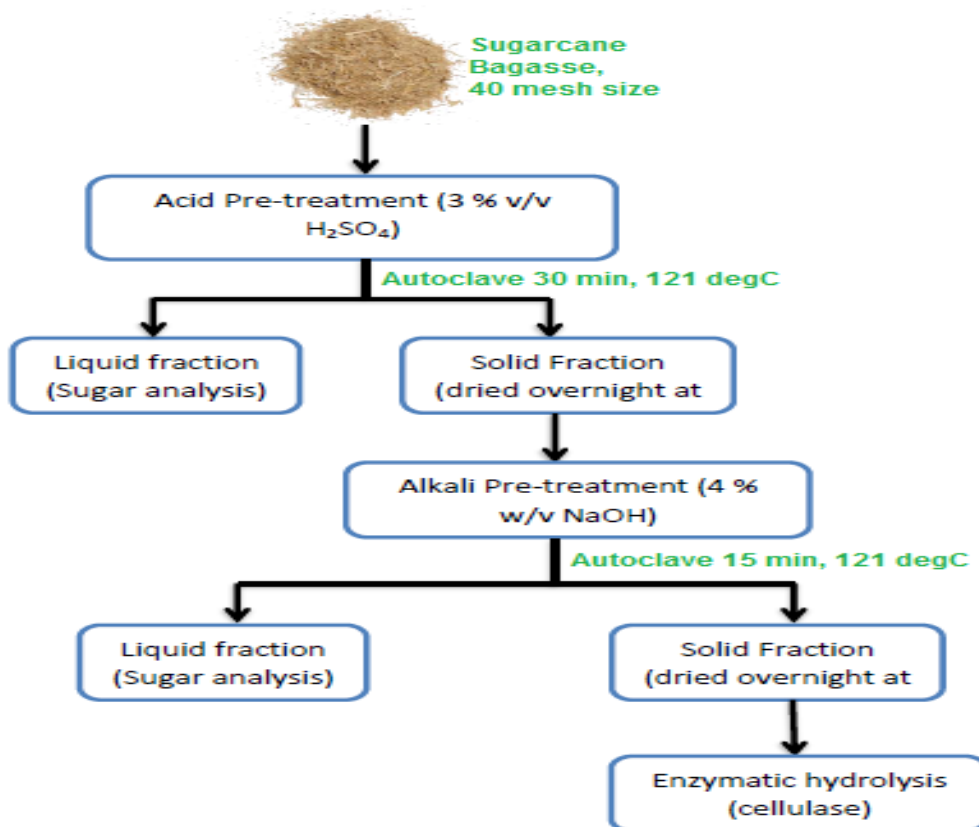 Sugarcane
Bagasse,
40 mesh size
Acid Pre-treatment (3 % v/v
H₂SO₄)
Autoclave 30 min, 121 degC
Liquid fraction
(Sugar analysis)
Solid Fraction
(dried overnight at
Alkali Pre-treatment (4 %
w/v NaOH)
Autoclave 15 min, 121 degC
Liquid fraction
(Sugar analysis)
Solid Fraction
(dried overnight at
Enzymatic hydrolysis
(cellulase)